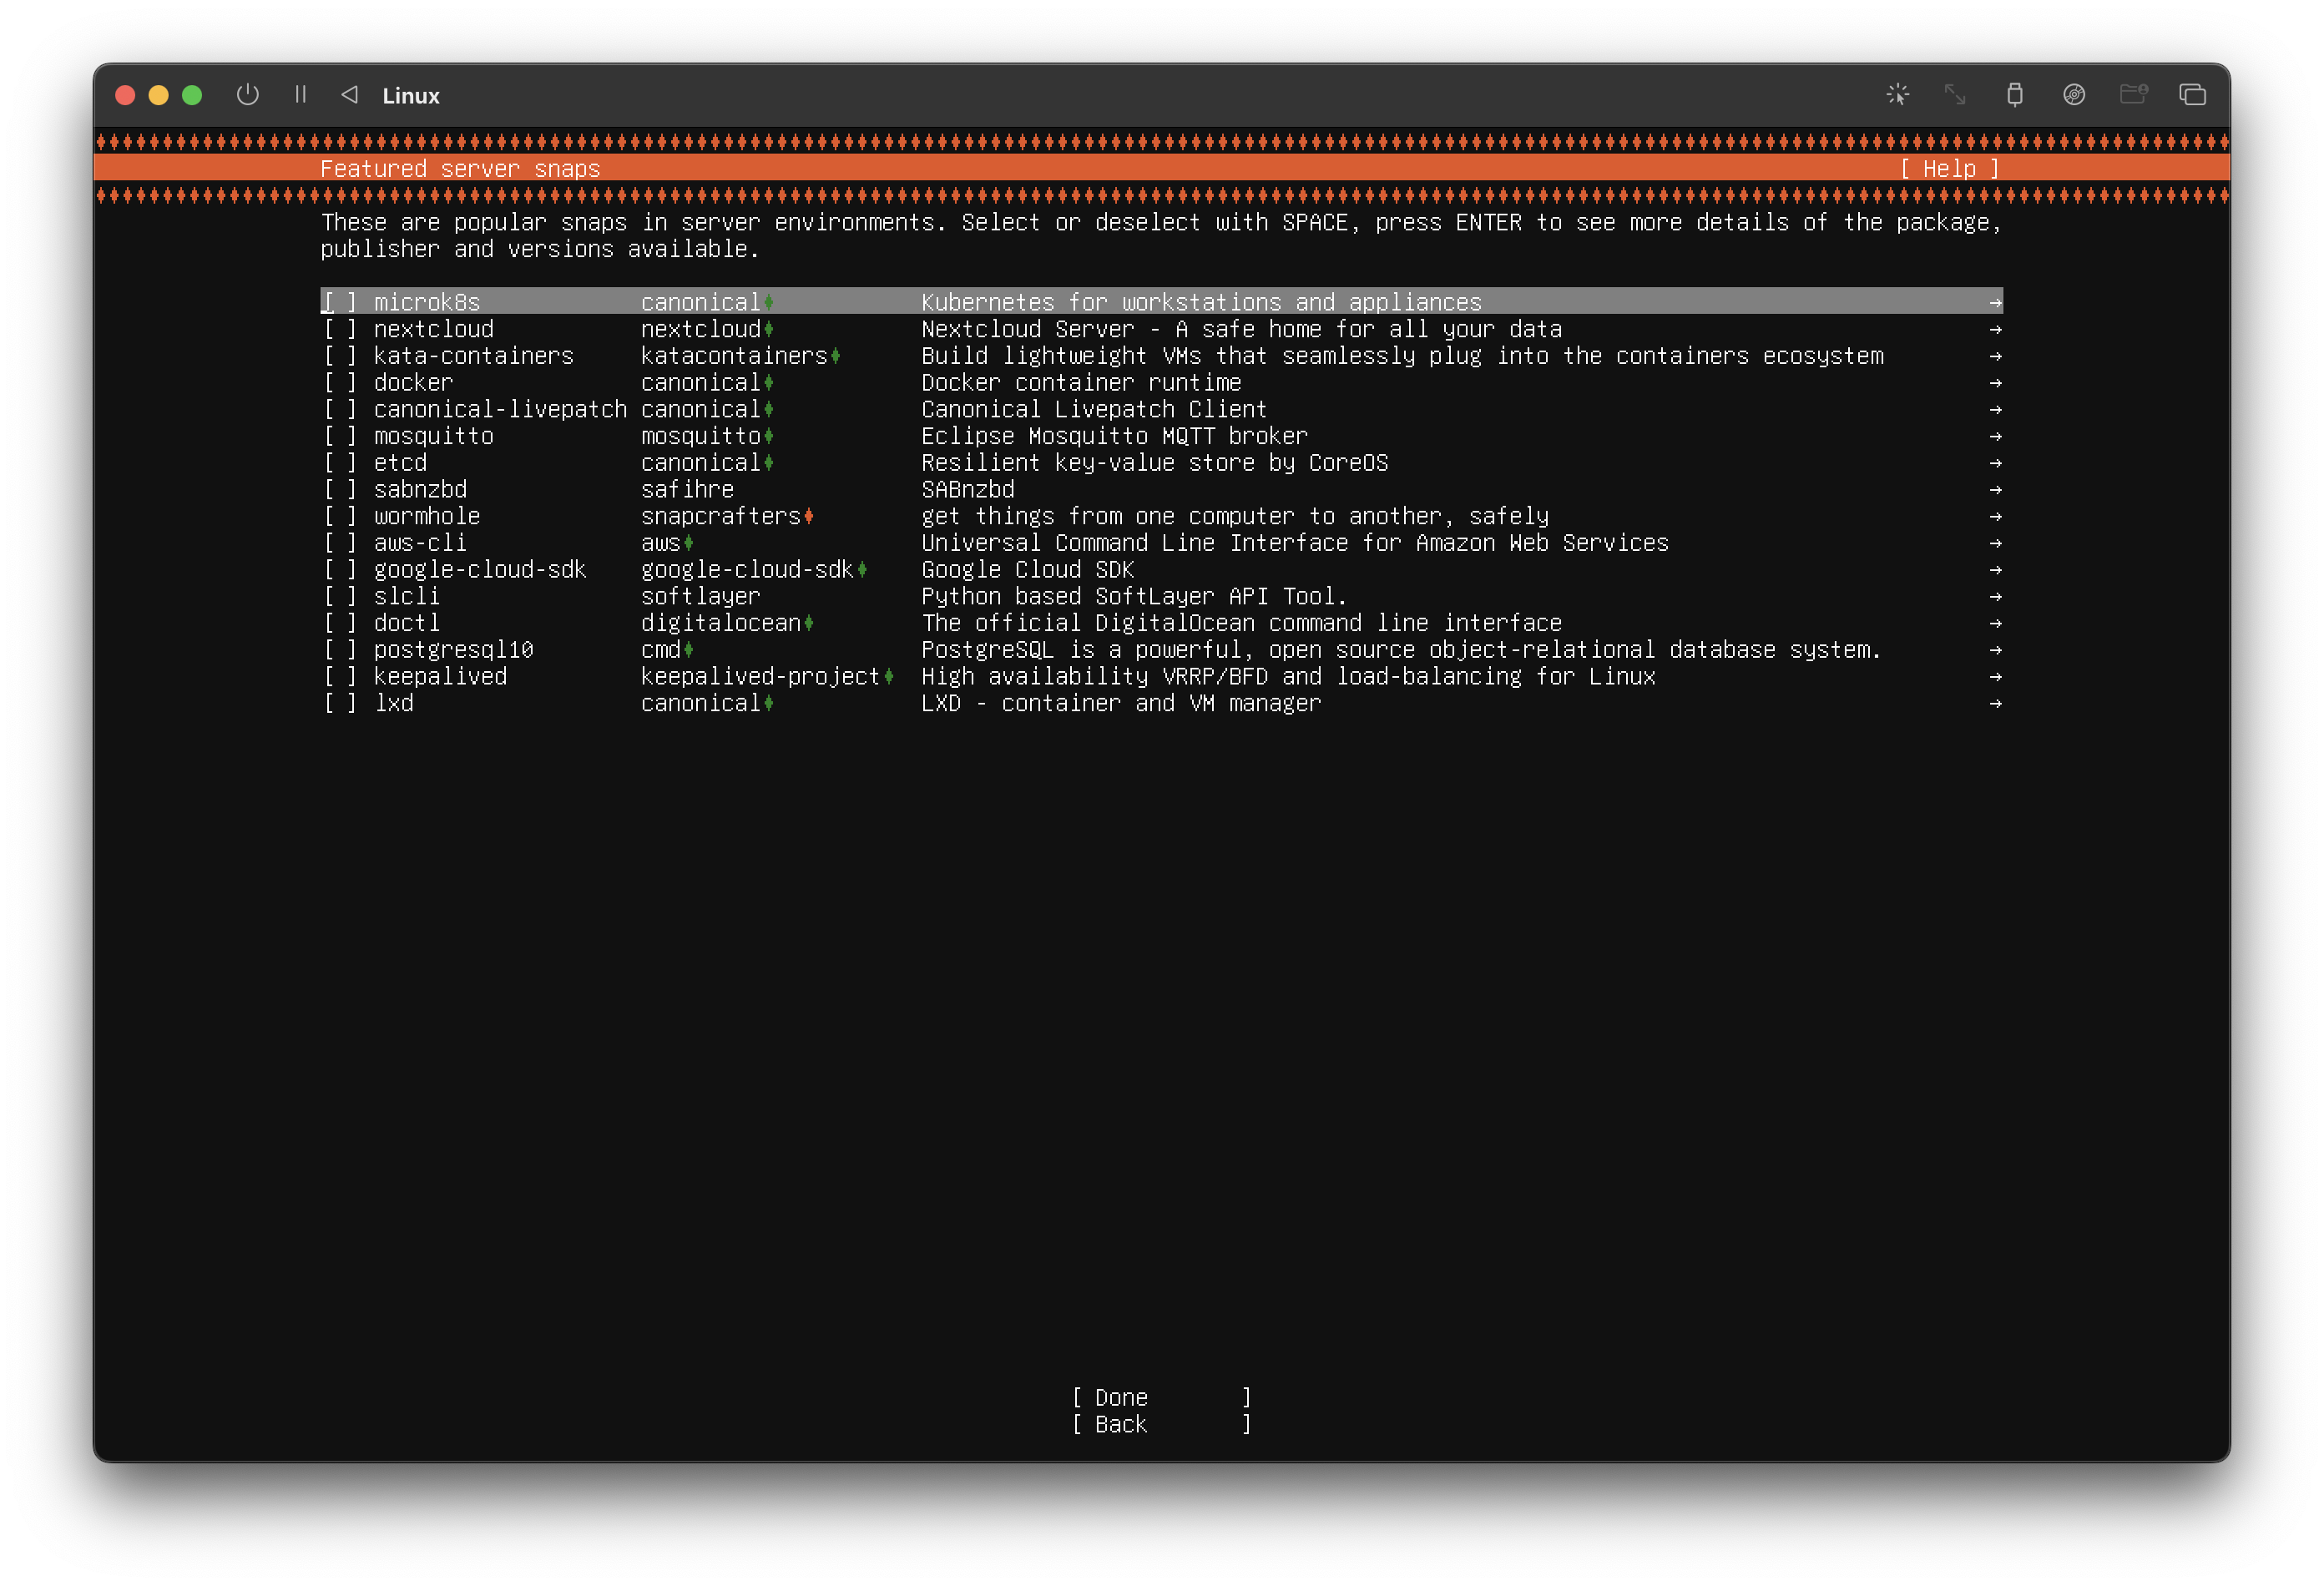 Linux
Featured server snaps [ Help ]
These are popular snaps in server environments. Select or deselect with SPACE, press ENTER to see more details of the package,
publisher and versions available.
[ ] microk8s canonical♦ Kubernetes for workstations and appliances →
[ ] nextcloud nextcloud♦ Nextcloud Server - A safe home for all your data →
[ ] kata-containers katacontainers♦ Build lightweight VMs that seamlessly plug into the containers ecosystem →
[ ] docker canonical♦ Docker container runtime →
[ ] canonical-livepatch canonical♦ Canonical Livepatch Client →
[ ] mosquitto mosquitto♦ Eclipse Mosquitto MQTT broker →
[ ] etcd canonical♦ Resilient key-value store by CoreOS →
[ ] sabnzbd safihre SABnzbd →
[ ] wormhole snapcrafters♦ get things from one computer to another, safely →
[ ] aws-cli aws♦ Universal Command Line Interface for Amazon Web Services →
[ ] google-cloud-sdk google-cloud-sdk♦ Google Cloud SDK →
[ ] slcli softlayer Python based SoftLayer API Tool. →
[ ] doctl digitalocean♦ The official DigitalOcean command line interface →
[ ] postgresql10 cmd♦ PostgreSQL is a powerful, open source object-relational database system. →
[ ] keepalived keepalived-project♦ High availability VRRP/BFD and load-balancing for Linux →
[ ] lxd canonical♦ LXD - container and VM manager →
[ Done ]
[ Back ]